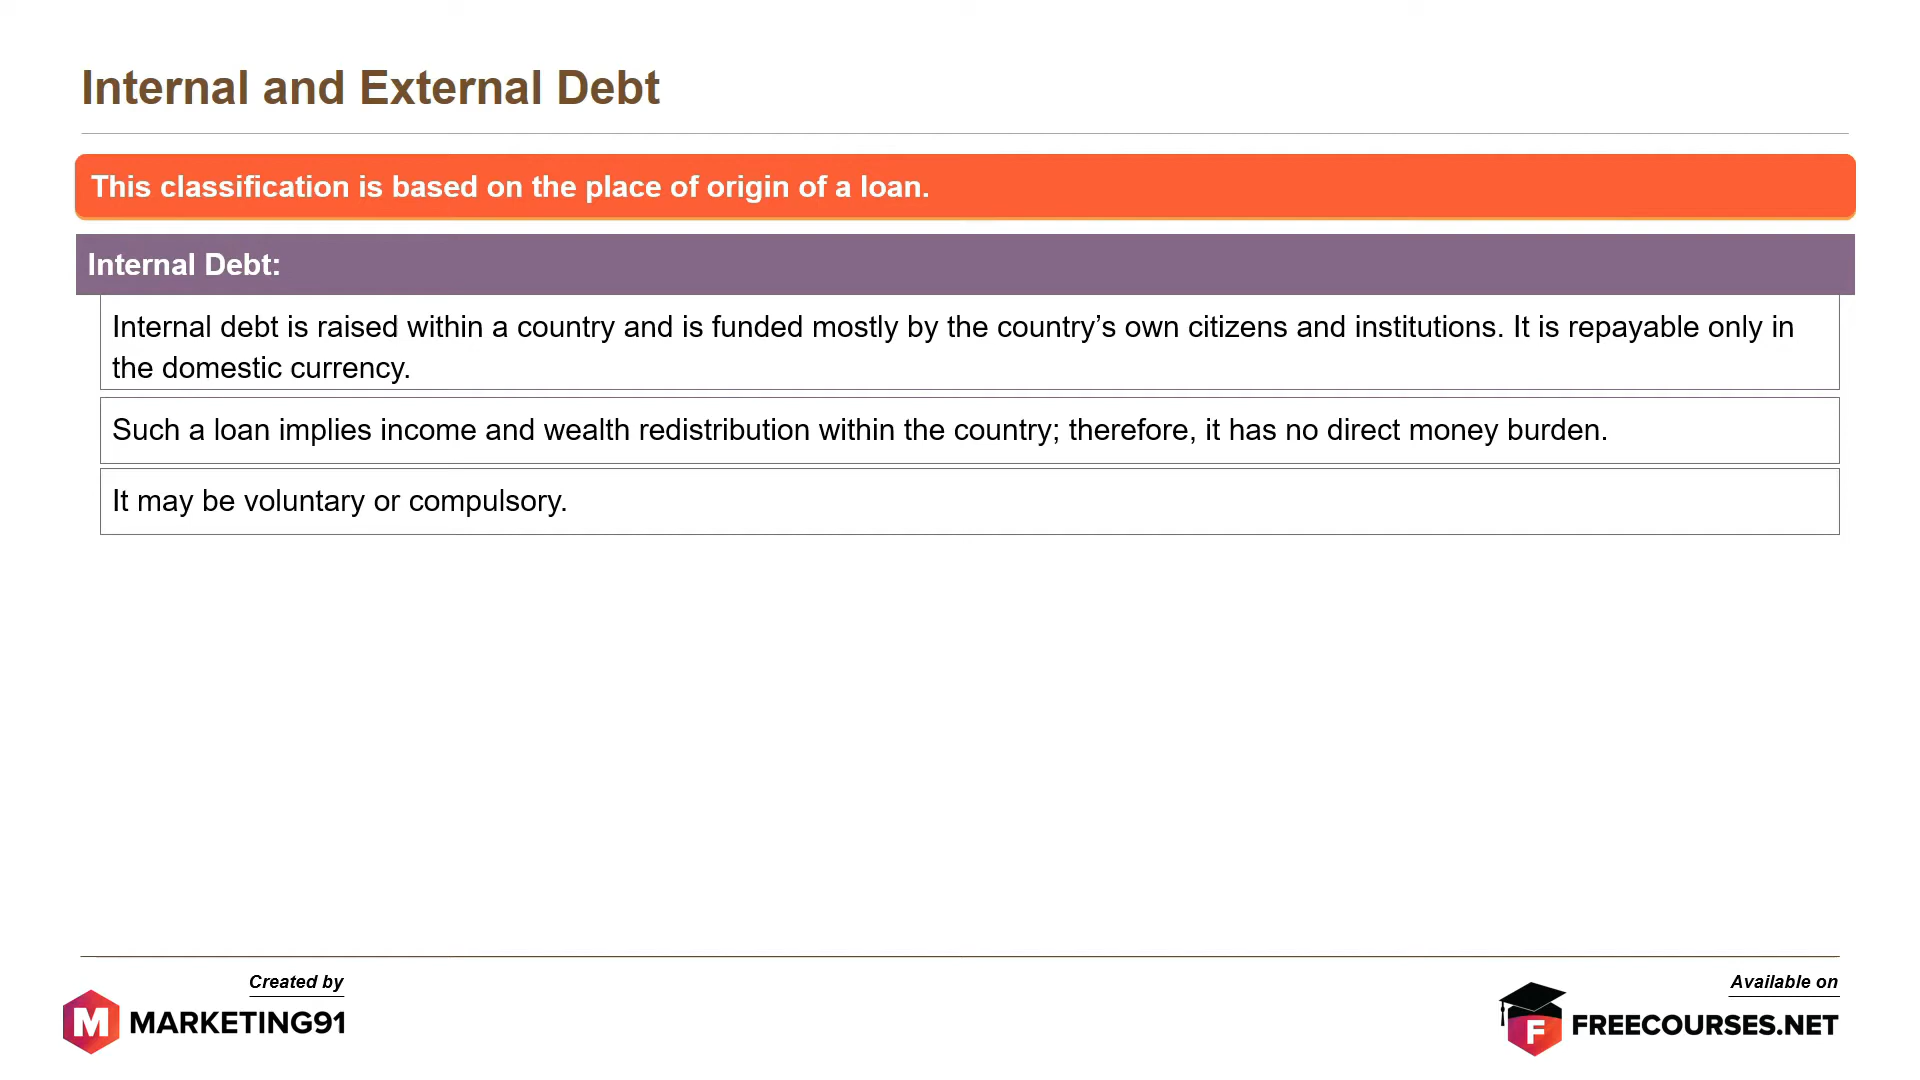 Internal and External Debt
This classification is based on the place of origin of a loan.
Internal Debt:
Internal debt is raised within a country and is funded mostly by the country’s own citizens and institutions. It is repayable only in
the domestic currency.
Such a loan implies income and wealth redistribution within the country; therefore, it has no direct money burden.
It may be voluntary or compulsory.
Created by
M MARKETING91
Available on
F FREECOURSES.NET